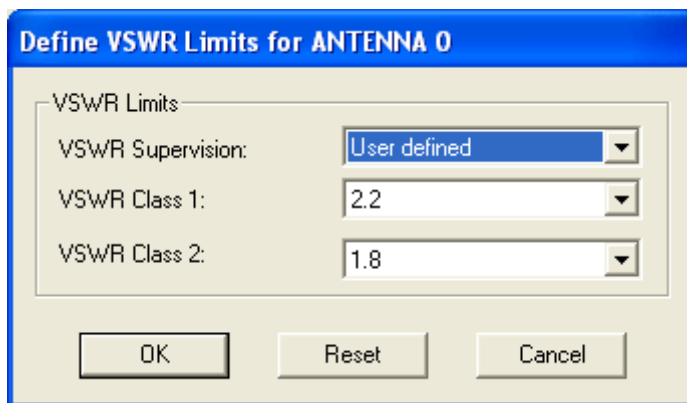 Define VSWR Limits for ANTENNA 0
VSWR Limits
VSWR Supervision: User defined
VSWR Class 1: 2.2
VSWR Class 2: 1.8
OK Reset Cancel